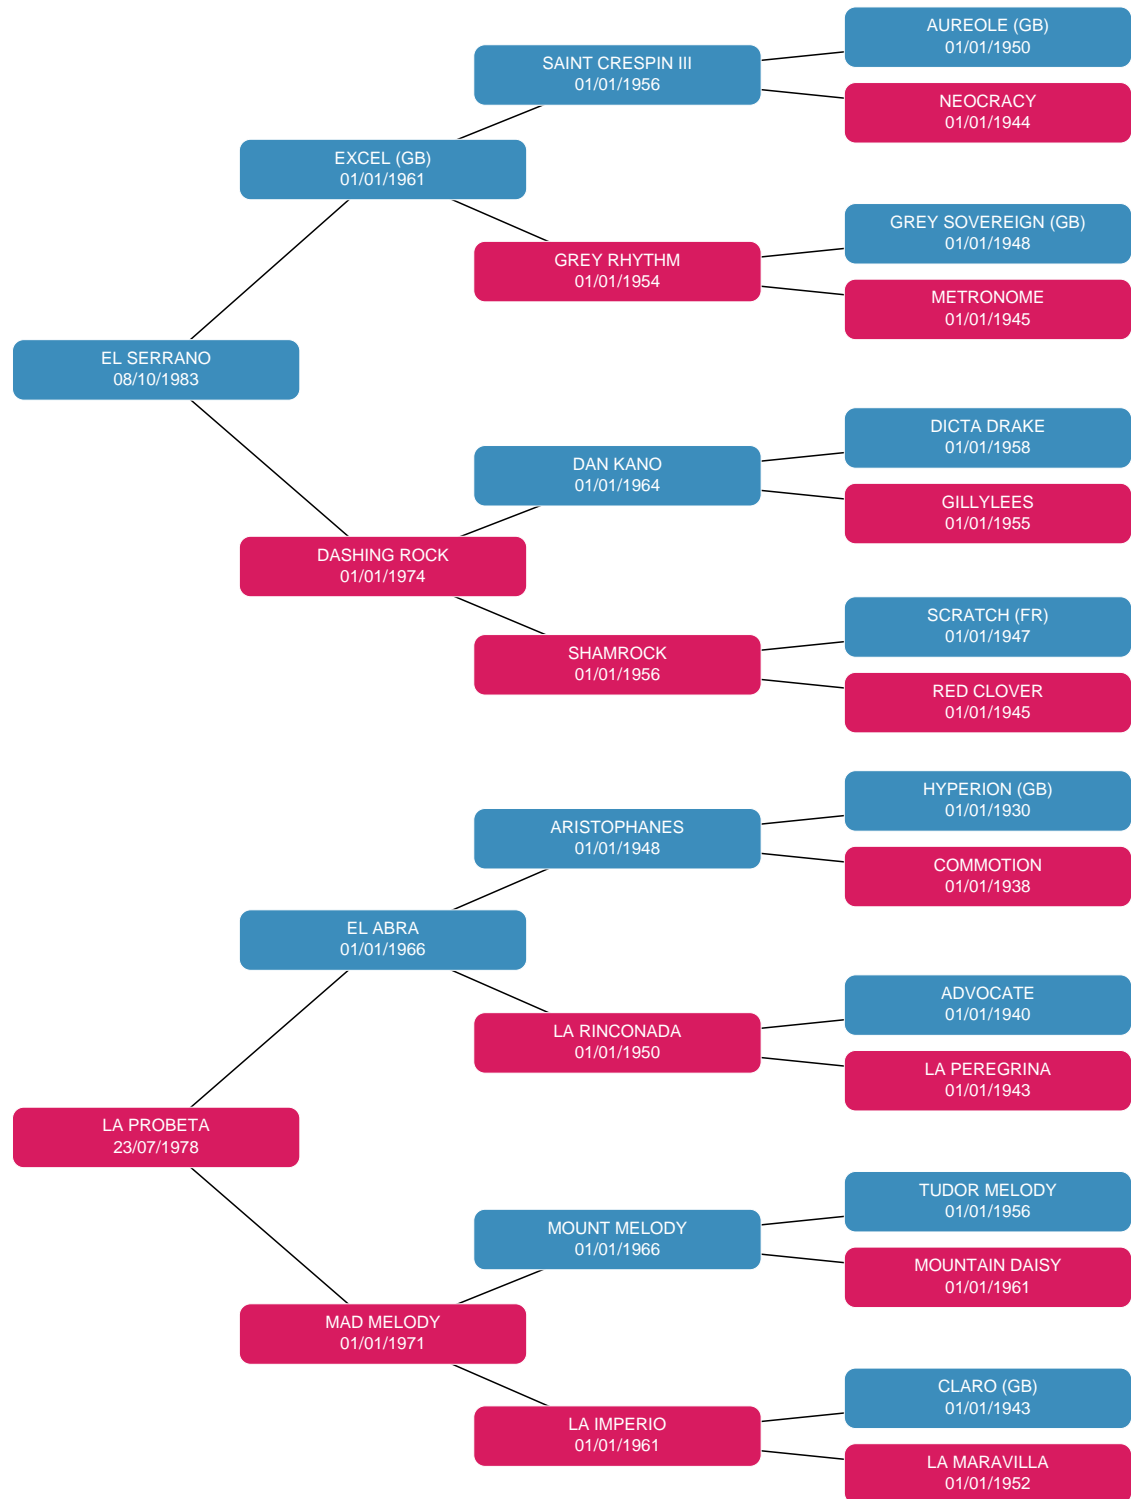 AUREOLE (GB)
01/01/1950
SAINT CRESPIN III
01/01/1956
NEOCRACY
01/01/1944
EXCEL (GB)
01/01/1961
GREY SOVEREIGN (GB)
01/01/1948
GREY RHYTHM
01/01/1954
METRONOME
01/01/1945
EL SERRANO
08/10/1983
DICTA DRAKE
01/01/1958
DAN KANO
01/01/1964
GILLYLEES
01/01/1955
DASHING ROCK
01/01/1974
SCRATCH (FR)
01/01/1947
SHAMROCK
01/01/1956
RED CLOVER
01/01/1945
HYPERION (GB)
01/01/1930
ARISTOPHANES
01/01/1948
COMMOTION
01/01/1938
EL ABRA
01/01/1966
ADVOCATE
01/01/1940
LA RINCONADA
01/01/1950
LA PEREGRINA
01/01/1943
LA PROBETA
23/07/1978
TUDOR MELODY
01/01/1956
MOUNT MELODY
01/01/1966
MOUNTAIN DAISY
01/01/1961
MAD MELODY
01/01/1971
CLARO (GB)
01/01/1943
LA IMPERIO
01/01/1961
LA MARAVILLA
01/01/1952